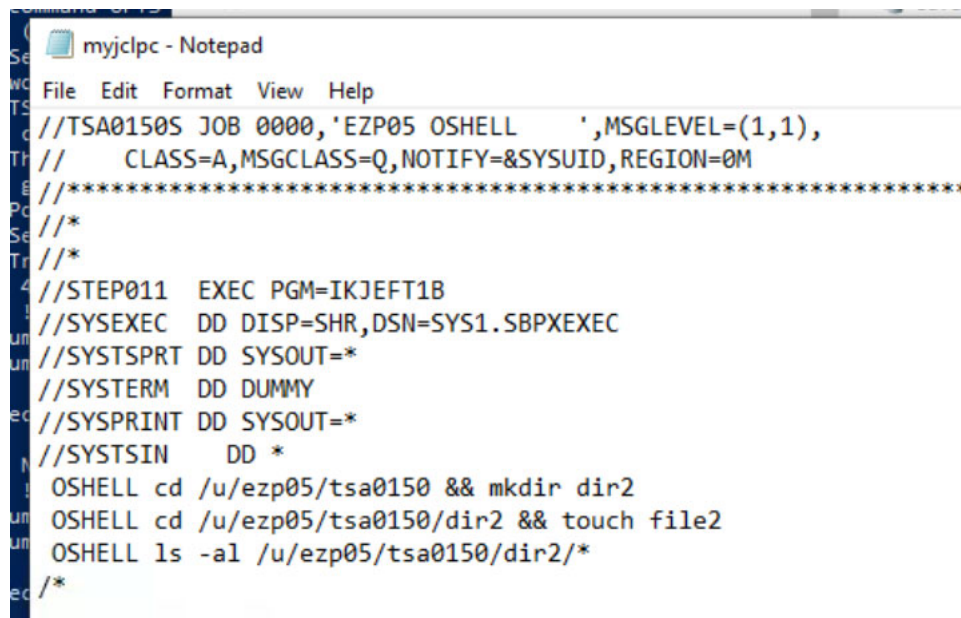 myjclpc - Notepad
File Edit Format View Help
//TSA0150S JOB 0000,'EZP05 OSHELL     ',MSGLEVEL=(1,1),
//    CLASS=A,MSGCLASS=Q,NOTIFY=&SYSUID,REGION=0M
//**************************************************************
//*
//*
//STEP011  EXEC PGM=IKJEFT1B
//SYSEXEC  DD DISP=SHR,DSN=SYS1.SBPXEXEC
//SYSTSPRT DD SYSOUT=*
//SYSTERM  DD DUMMY
//SYSPRINT DD SYSOUT=*
//SYSTSIN    DD *
 OSHELL cd /u/ezp05/tsa0150 && mkdir dir2
 OSHELL cd /u/ezp05/tsa0150/dir2 && touch file2
 OSHELL ls -al /u/ezp05/tsa0150/dir2/*
/*